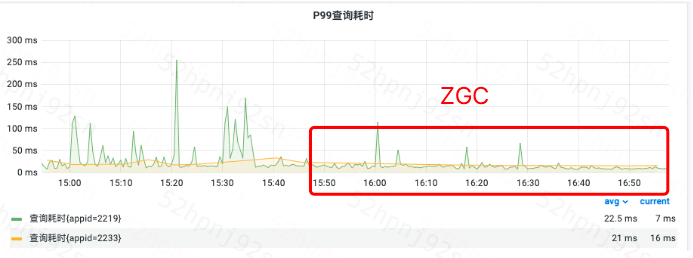 P99查询耗时
300 ms
250 ms
200 ms
150 ms
100 ms
50 ms
0 ms
ZGC
15:00 15:10 15:20 15:30 15:40 15:50 16:00 16:10 16:20 16:30 16:40 16:50
avg current
查询耗时{appid=2219} 22.5 ms 7 ms
查询耗时{appid=2233} 21 ms 16 ms
52hpnj92sn